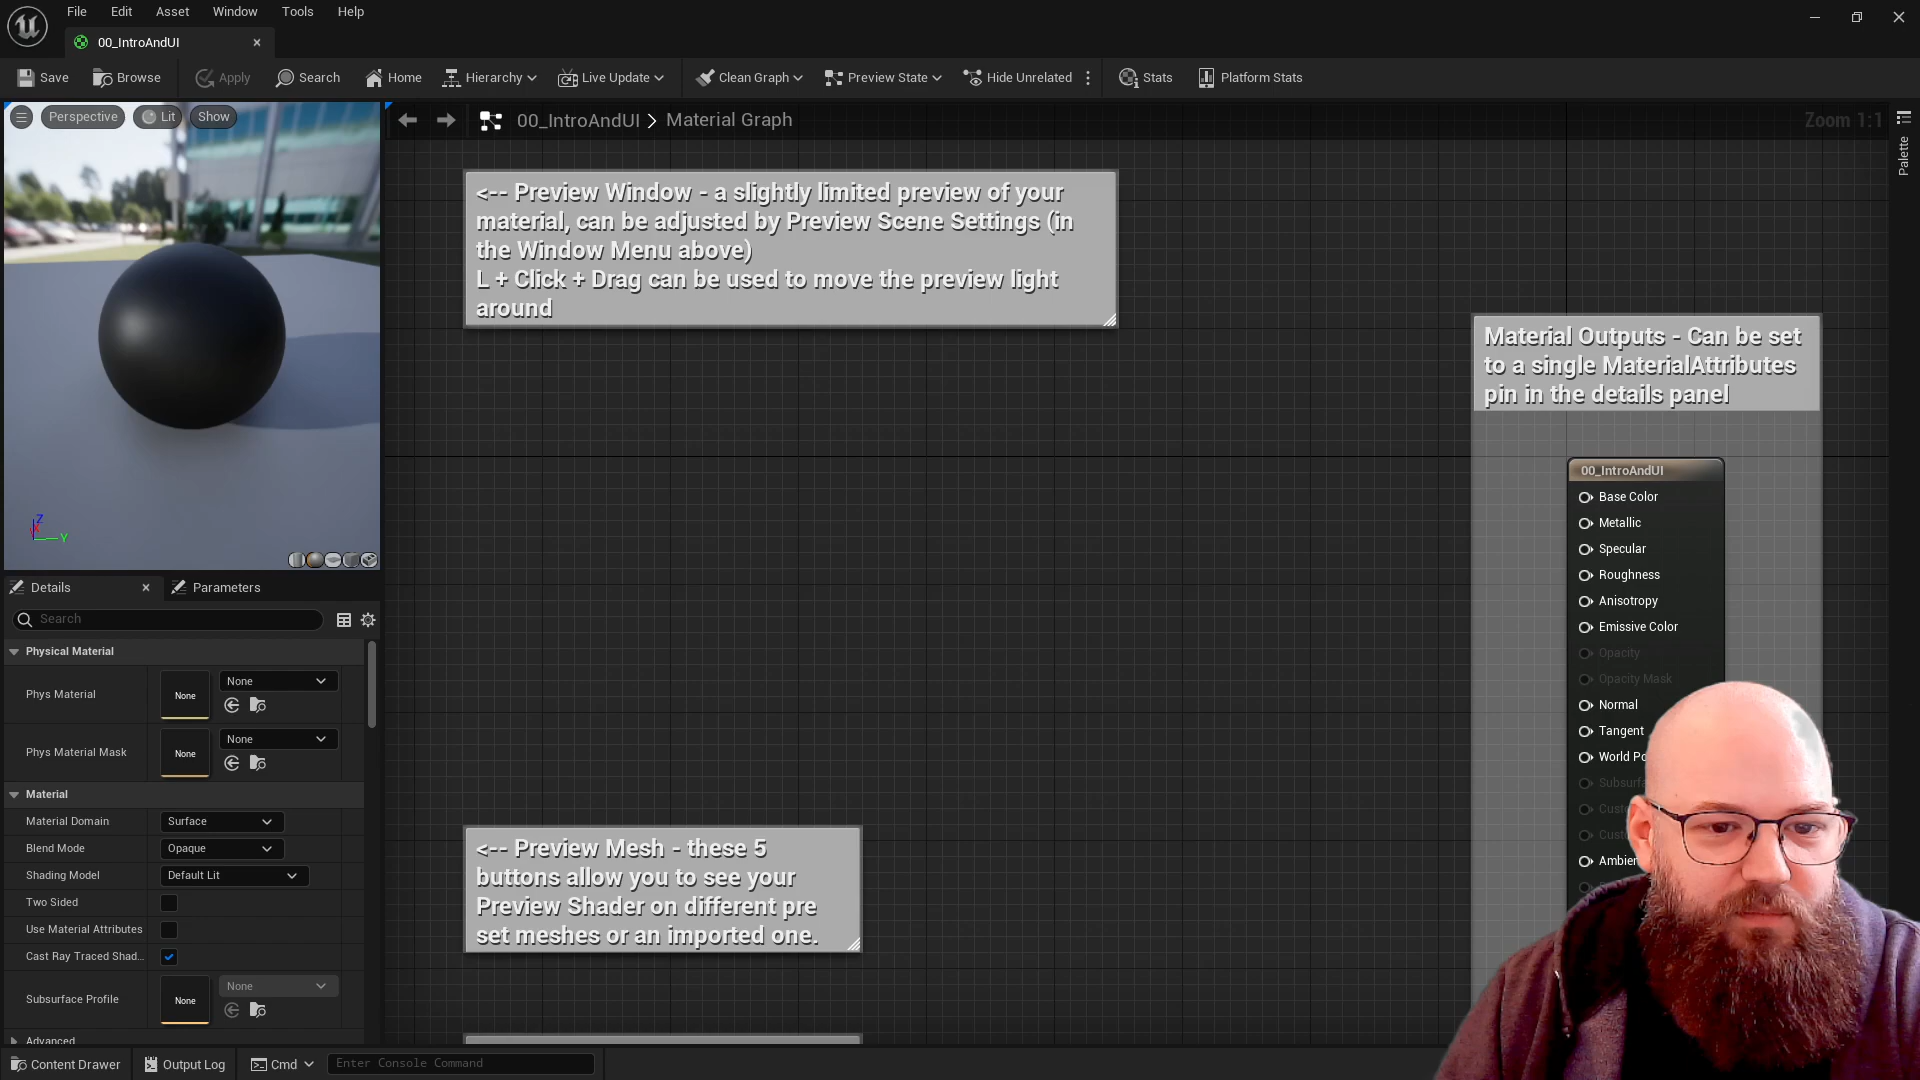 File Edit Asset Window Tools Help
00_IntroAndUI
Save Browse Apply Search Home Hierarchy Live Update Clean Graph Preview State Hide Unrelated Stats Platform Stats
Perspective Lit Show
00_IntroAndUI > Material Graph
Zoom 1:1
Palette
<-- Preview Window - a slightly limited preview of your
material, can be adjusted by Preview Scene Settings (in
the Window Menu above)
L + Click + Drag can be used to move the preview light
around
Material Outputs - Can be set
to a single MaterialAttributes
pin in the details panel
00_IntroAndUI
Base Color
Metallic
Specular
Roughness
Anisotropy
Emissive Color
Opacity
Opacity Mask
Normal
Tangent
World Po
Subsurfa
Custo
Custo
Ambien
Z
X
Y
Details Parameters
Search
Physical Material
Phys Material None None
Phys Material Mask None None
Material
Material Domain Surface
Blend Mode Opaque
Shading Model Default Lit
Two Sided
Use Material Attributes
Cast Ray Traced Shad...
Subsurface Profile None None
Advanced
<-- Preview Mesh - these 5
buttons allow you to see your
Preview Shader on different pre
set meshes or an imported one.
Content Drawer Output Log Cmd Enter Console Command